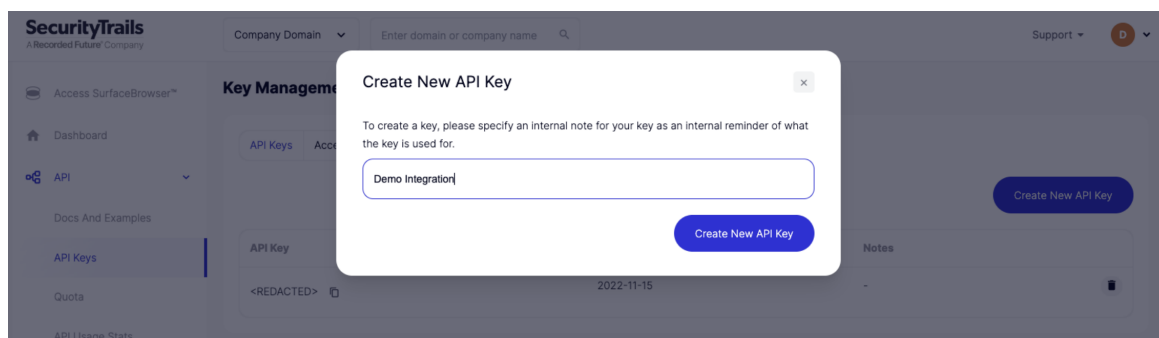 SecurityTrails
A Recorded Future® Company
Company Domain
Enter domain or company name
Support
D
Access SurfaceBrowser™
Dashboard
API
Docs And Examples
API Keys
Quota
API Usage Stats
Key Manageme
API Keys
Acce
Create New API Key
API Key
Notes
<REDACTED>
2022-11-15
-
Create New API Key
×
To create a key, please specify an internal note for your key as an internal reminder of what
the key is used for.
Demo Integration
Create New API Key